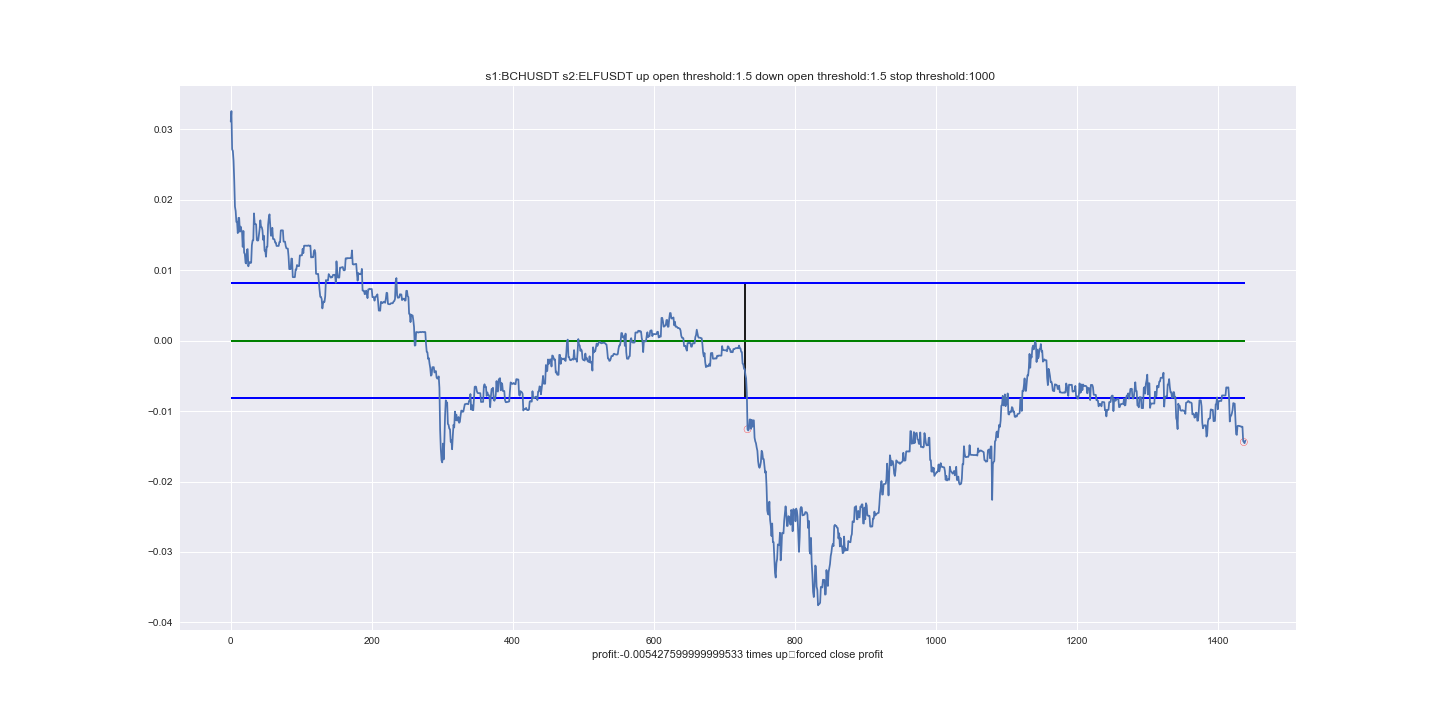 s1:BCHUSDT s2:ELFUSDT up open threshold:1.5 down open threshold:1.5 stop threshold:1000
0.03
0.02
0.01
0.00
−0.01
−0.02
−0.03
−0.04
0 200 400 600 800 1000 1200 1400
profit:-0.005427599999999533 times up□forced close profit